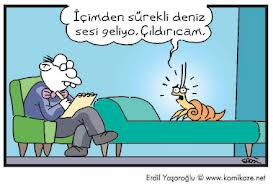 İçimden sürekli deniz
sesi geliyo. Çıldırıcam.
Erdil Yaşaroğlu © www.komikaze.net